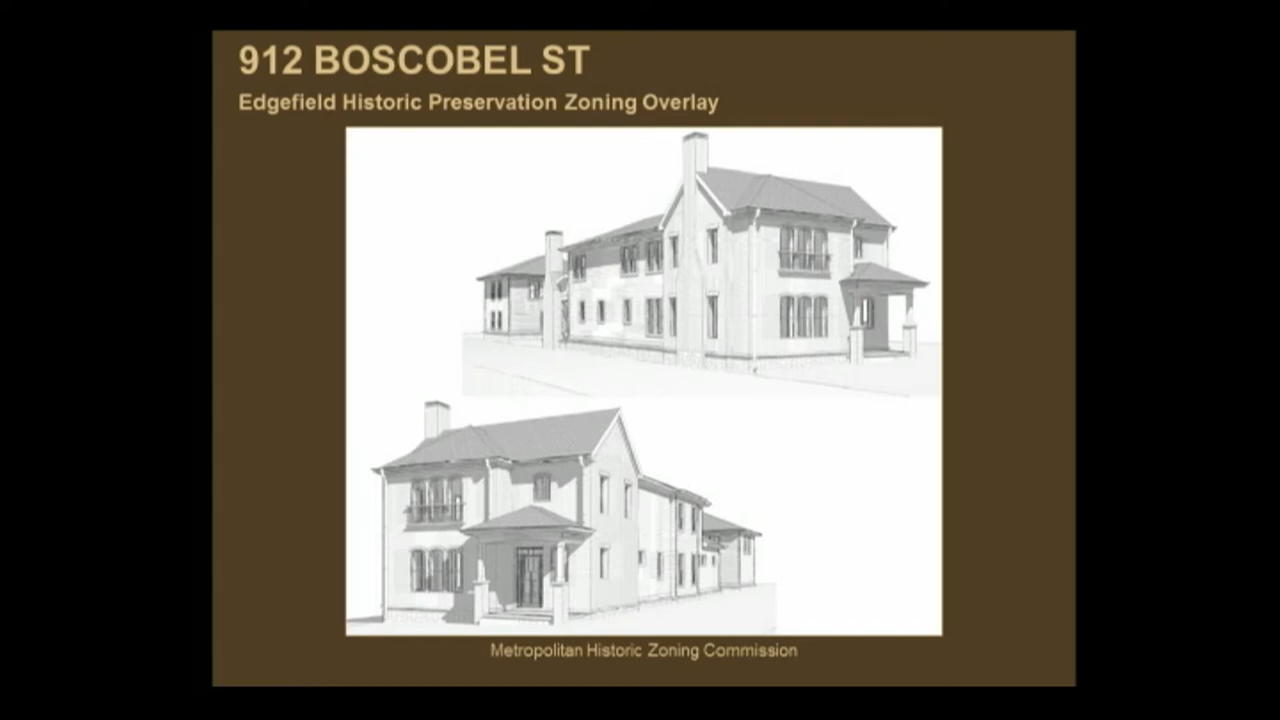 912 BOSCOBEL ST
Edgefield Historic Preservation Zoning Overlay
Metropolitan Historic Zoning Commission